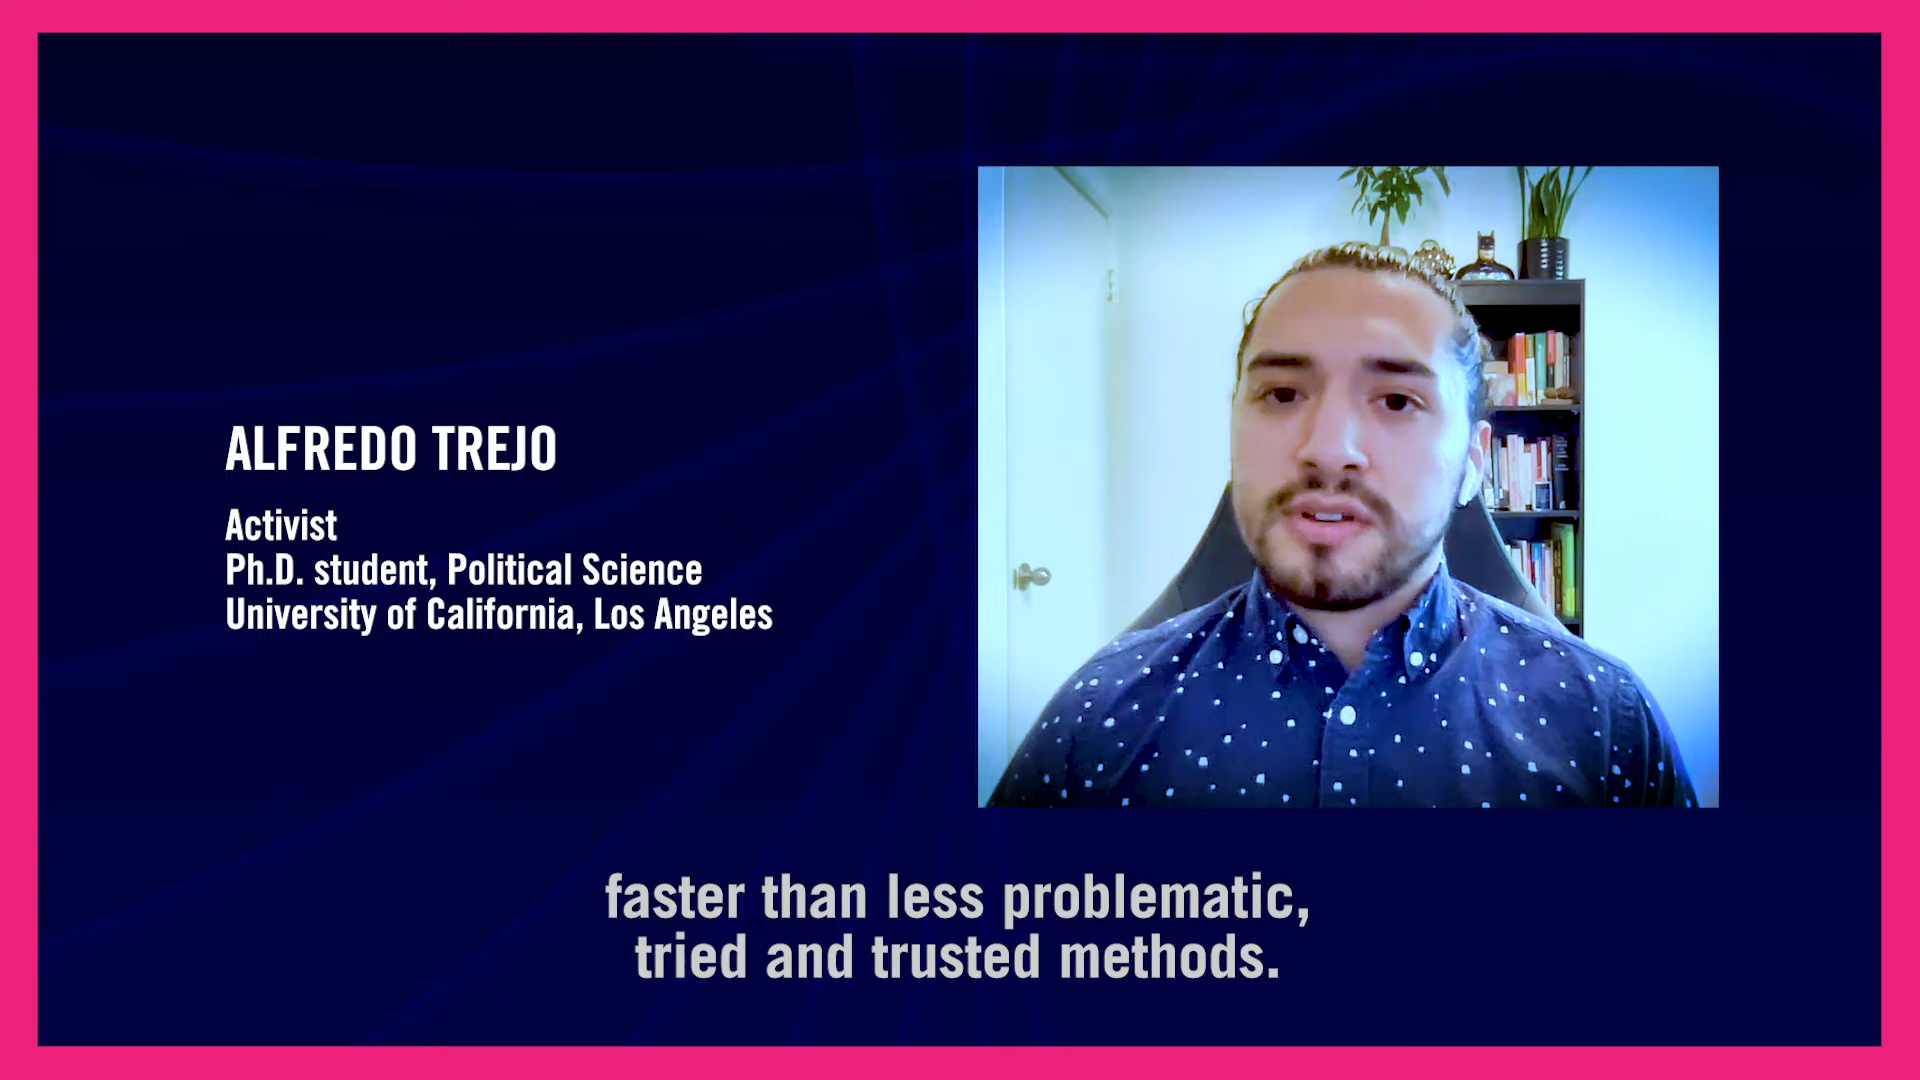 ALFREDO TREJO
Activist
Ph.D. student, Political Science
University of California, Los Angeles
faster than less problematic,
tried and trusted methods.